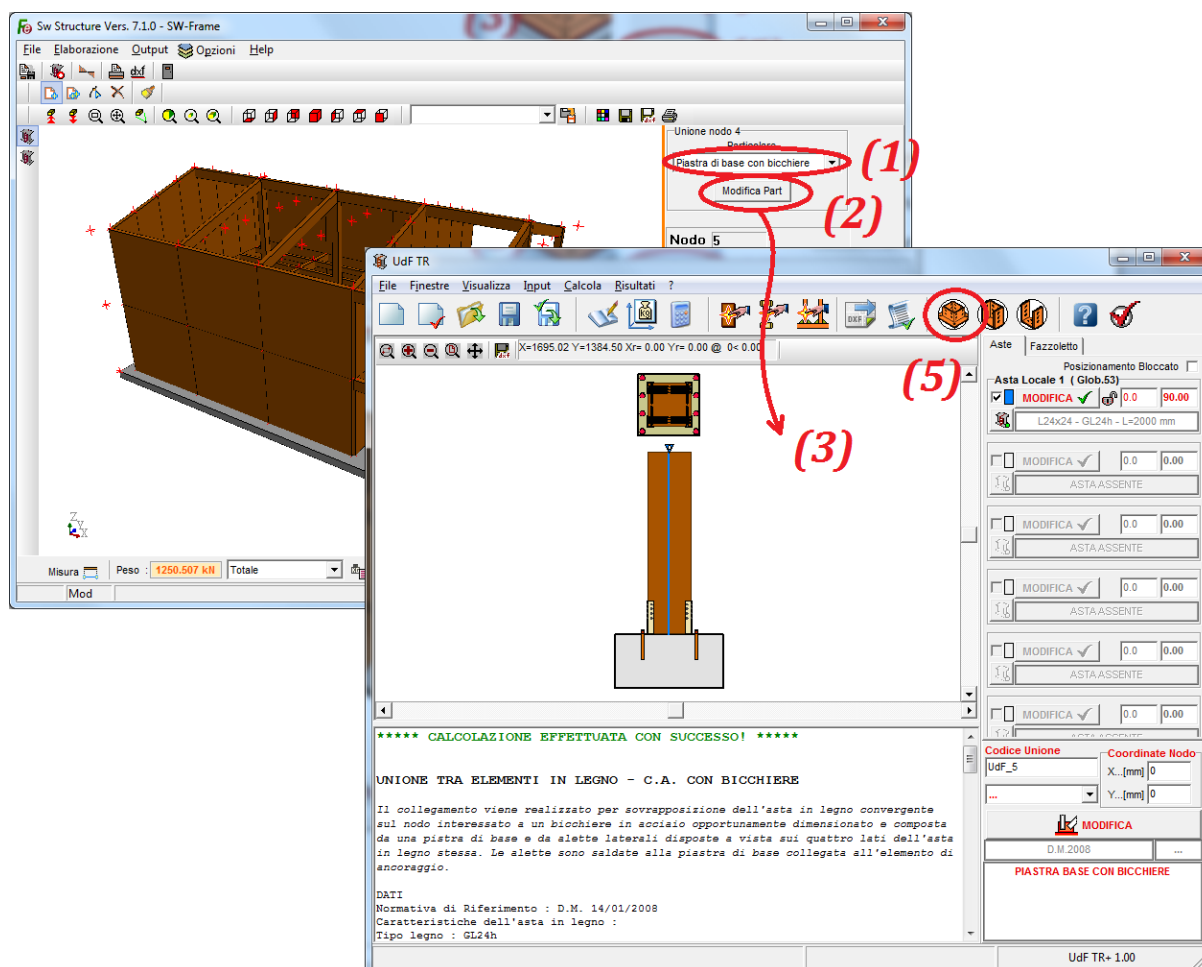 Sw Structure Vers. 7.1.0 - SW-Frame
(3)
File Elaborazione Output Opzioni Help
dxf
Unione nodo 4
Particolare
Piastra di base con bicchiere
(1)
Modifica Part
(2)
Nodo 5
UdF TR
File Finestre Visualizza Input Calcola Risultati ?
KG
DXF
X=1695.02 Y=1384.50 Xr= 0.00 Yr= 0.00 @ 0< 0.00
(5)
(3)
Aste Fazzoletto
Posizionamento Bloccato
Asta Locale 1 ( Glob.53)
MODIFICA 0.0 90.00
L24x24 - GL24h - L=2000 mm
MODIFICA 0.0 0.00
ASTA ASSENTE
MODIFICA 0.0 0.00
ASTA ASSENTE
MODIFICA 0.0 0.00
ASTA ASSENTE
MODIFICA 0.0 0.00
ASTA ASSENTE
MODIFICA 0.0 0.00
ASTA ASSENTE
Z
Y
X
Misura Peso : 1250.507 kN Totale
Mod
***** CALCOLAZIONE EFFETTUATA CON SUCCESSO! *****
UNIONE TRA ELEMENTI IN LEGNO - C.A. CON BICCHIERE
Il collegamento viene realizzato per sovrapposizione dell'asta in legno convergente
sul nodo interessato a un bicchiere in acciaio opportunamente dimensionato e composta
da una pistra di base e da alette laterali disposte a vista sui quattro lati dell'asta
in legno stessa. Le alette sono saldate alla piastra di base collegata all'elemento di
ancoraggio.
DATI
Normativa di Riferimento : D.M. 14/01/2008
Caratteristiche dell'asta in legno :
Tipo legno : GL24h
Codice Unione
UdF_5
...
Coordinate Nodo
X...[mm] 0
Y...[mm] 0
MODIFICA
D.M.2008 ...
PIASTRA BASE CON BICCHIERE
UdF TR+ 1.00